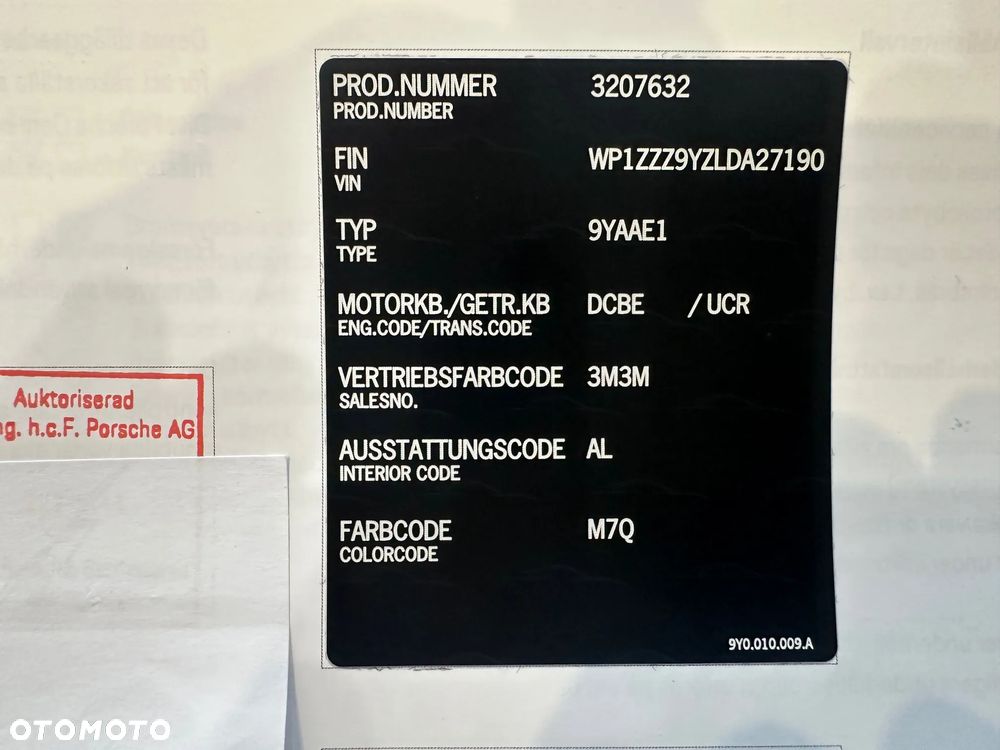 PROD.NUMMER 3207632
PROD.NUMBER
FIN WP1ZZZ9YZLDA27190
VIN
TYP 9YAAE1
TYPE
MOTORKB./GETR.KB DCBE / UCR
ENG.CODE/TRANS.CODE
VERTRIEBSFARBCODE 3M3M
SALESNO.
AUSSTATTUNGSCODE AL
INTERIOR CODE
FARBCODE M7Q
COLORCODE
9Y0.010.009.A
Auktoriserad
ng. h.c.F. Porsche AG
OTOMOTO